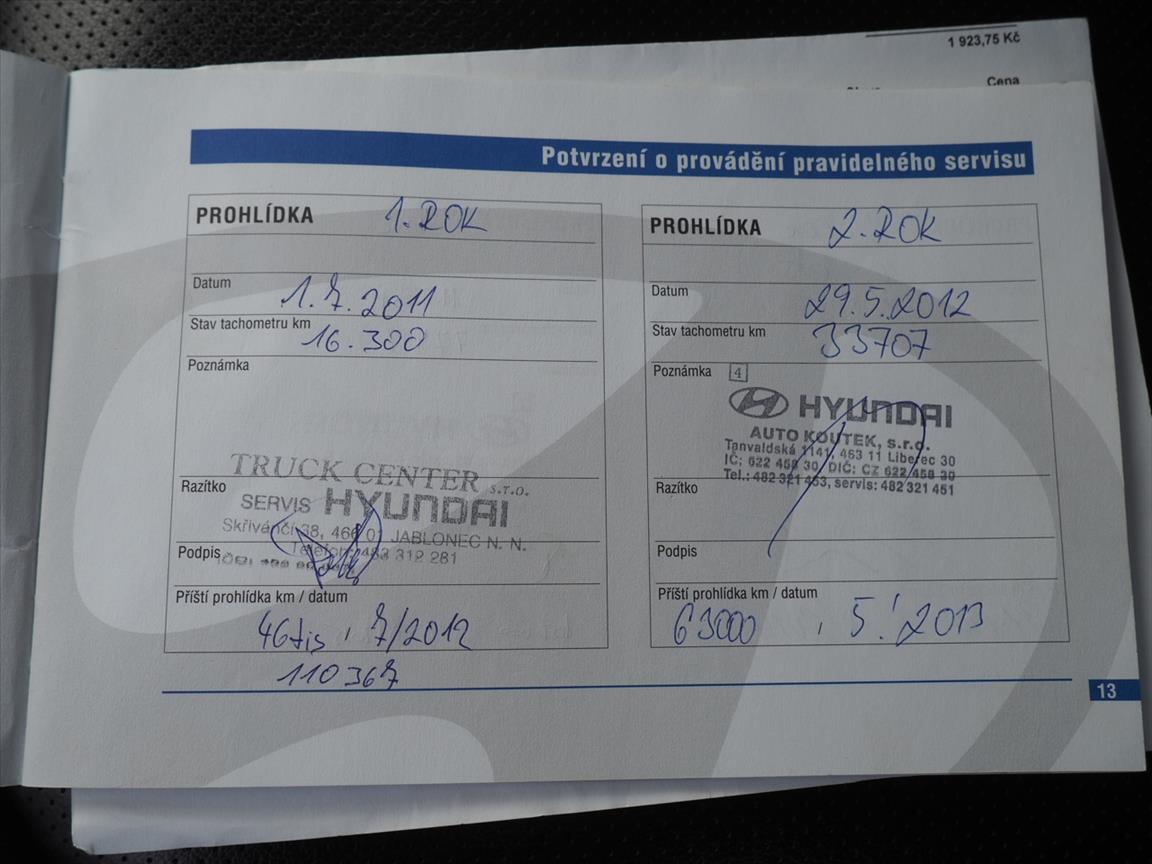 1 923,75 Kč
Cena
Potvrzení o provádění pravidelného servisu
PROHLÍDKA 1. ROK
Datum 1.7.2011
Stav tachometru km 16.300
Poznámka
TRUCK CENTER s.r.o.
Razítko
SERVIS HYUNDAI
Skřivánčí 38, 466 01 JABLONEC N. N.
Telefon: 483 312 281
Podpis
IČO:
Příští prohlídka km / datum
46tis , 7/2012
110367
PROHLÍDKA 2. ROK
Datum 29.5.2012
Stav tachometru km 33707
Poznámka 4
HYUNDAI
AUTO KOUTEK, s.r.o.
Tanvaldská 1141, 463 11 Liberec 30
IČ: 622 458 30, DIČ: CZ 622 458 30
Tel.: 482 321 453, servis: 482 321 451
Razítko
Podpis
Příští prohlídka km / datum
63000 , 5./2013
13